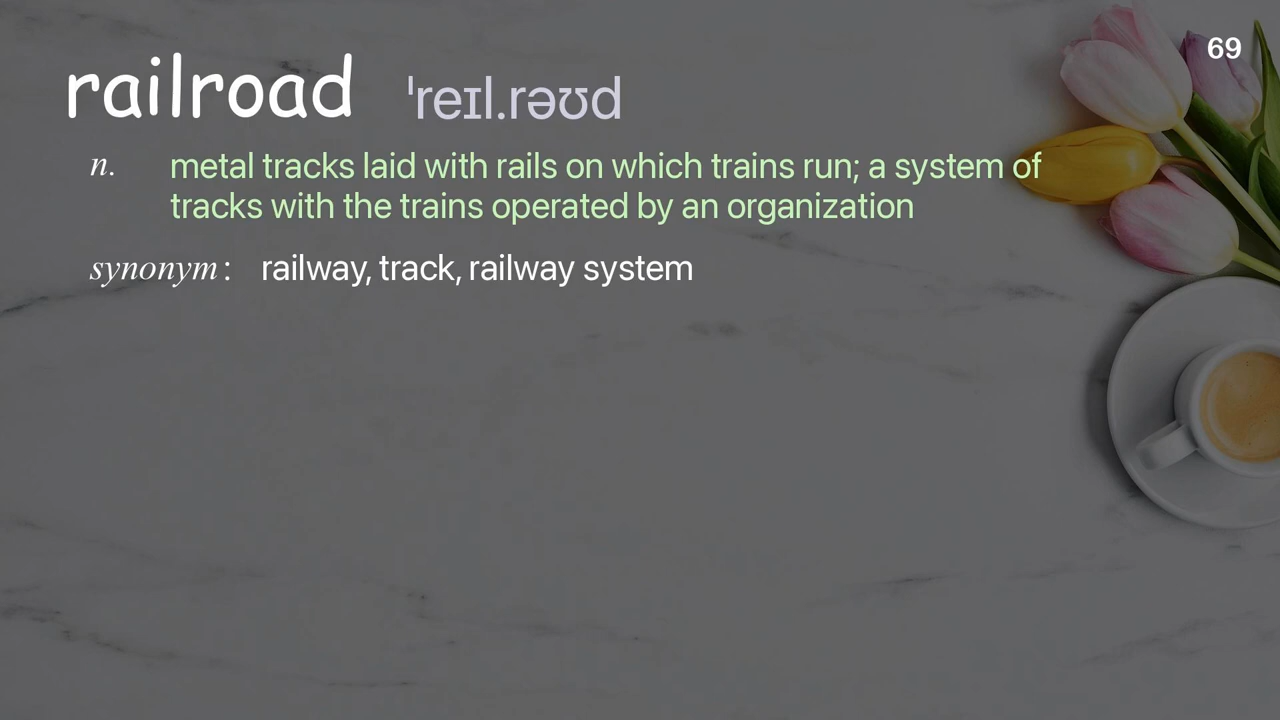 69
railroad ˈreɪl.rəʊd
n. metal tracks laid with rails on which trains run; a system of
tracks with the trains operated by an organization
synonym : railway, track, railway system